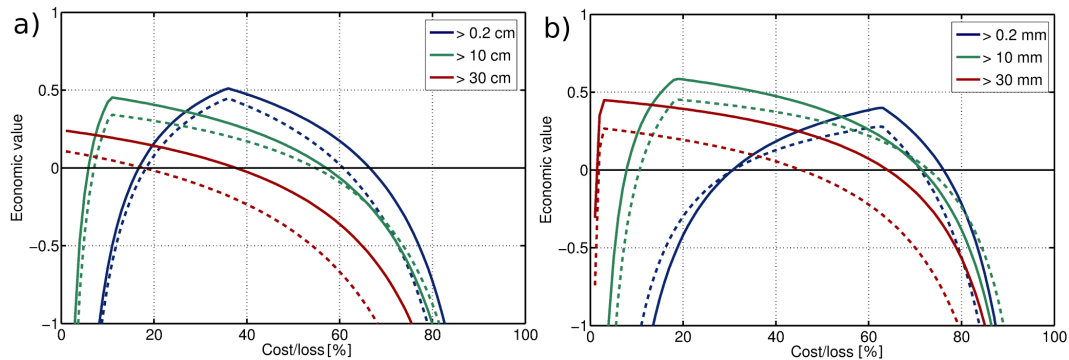 a)
1
0.5
0
−0.5
−1
Economic value
0 20 40 60 80 100
Cost/loss [%]
> 0.2 cm
> 10 cm
> 30 cm
b)
1
0.5
0
−0.5
−1
Economic value
0 20 40 60 80 100
Cost/loss [%]
> 0.2 mm
> 10 mm
> 30 mm